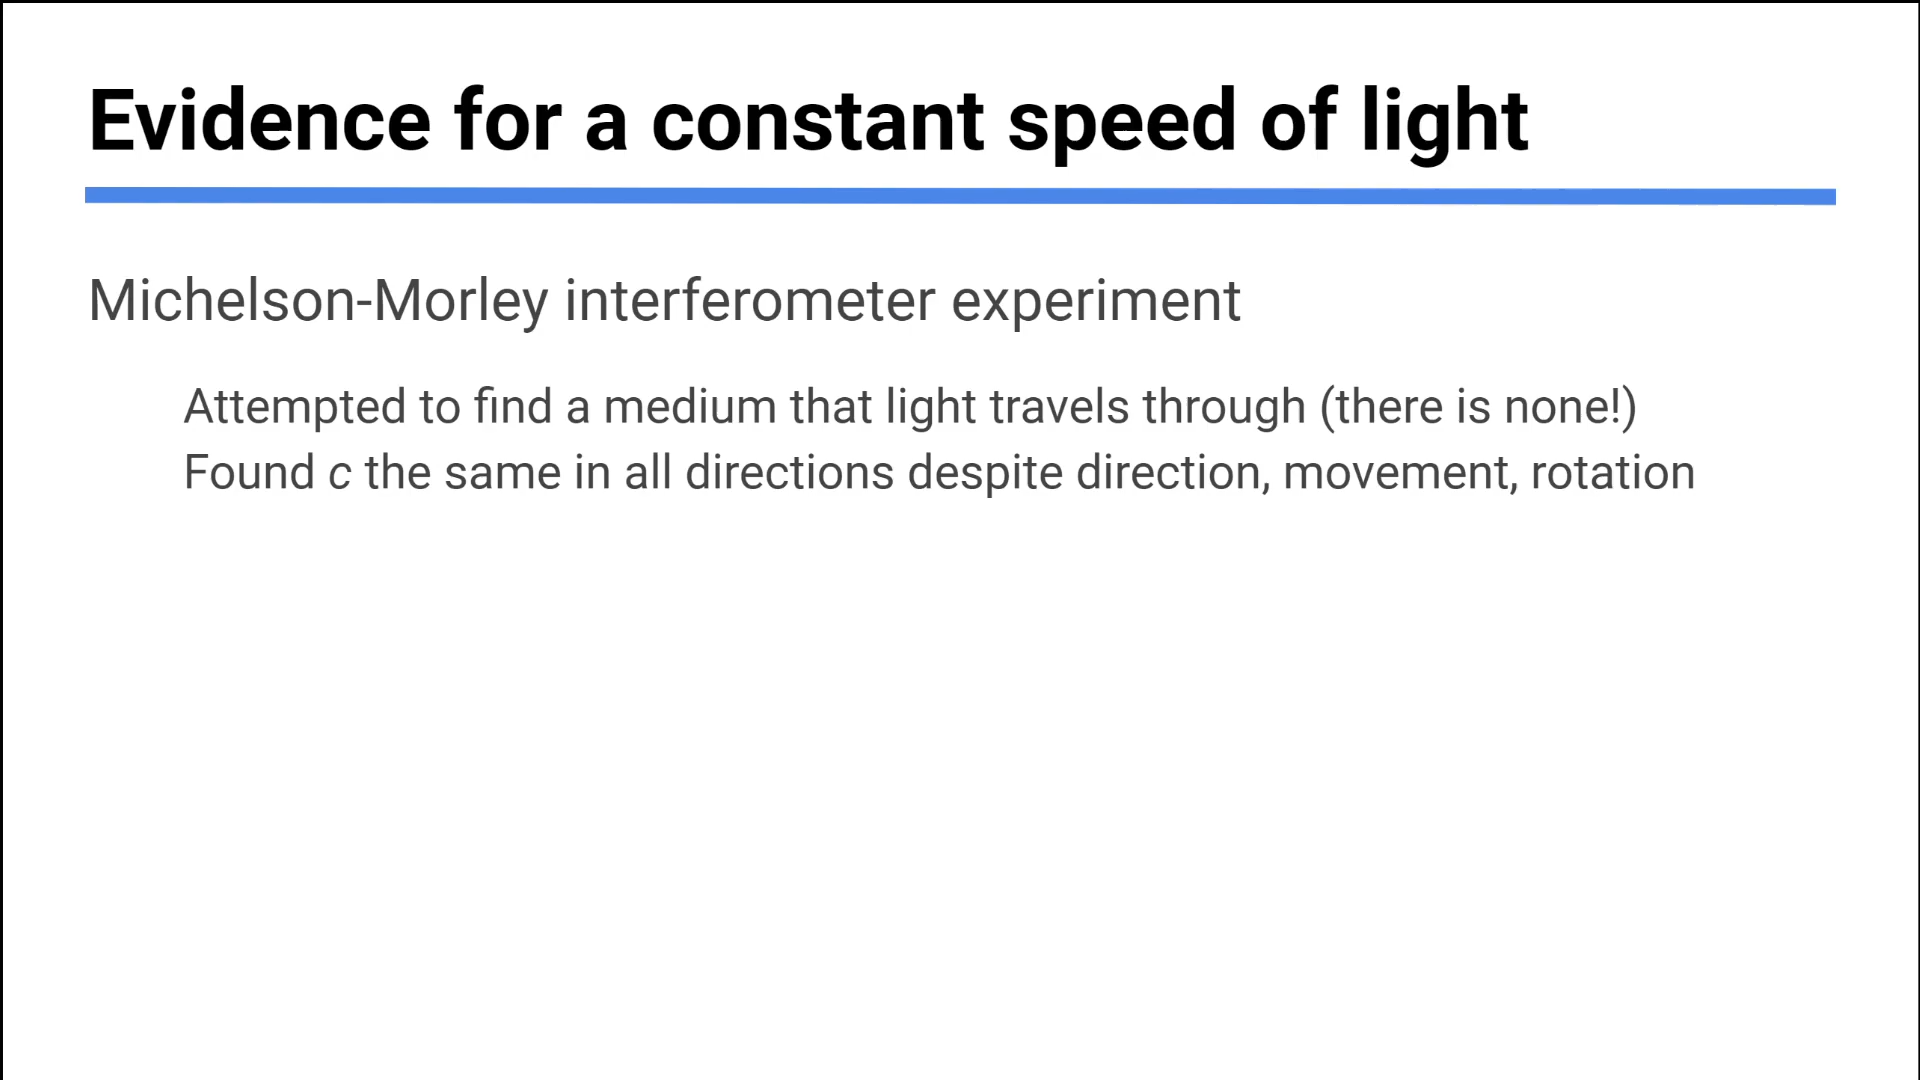 Evidence for a constant speed of light
Michelson-Morley interferometer experiment
Attempted to find a medium that light travels through (there is none!)
Found c the same in all directions despite direction, movement, rotation